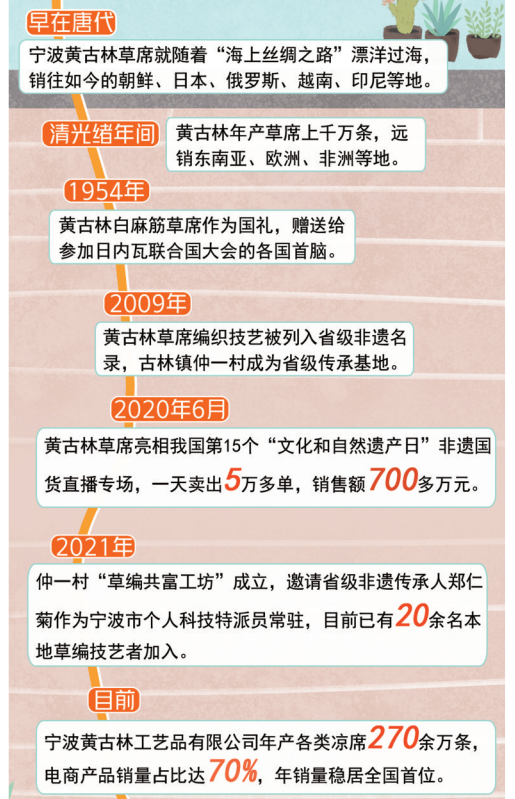 早在唐代
宁波黄古林草席就随着“海上丝绸之路”漂洋过海，
销往如今的朝鲜、日本、俄罗斯、越南、印尼等地。
清光绪年间
黄古林年产草席上千万条，远
销东南亚、欧洲、非洲等地。
1954年
黄古林白麻筋草席作为国礼，赠送给
参加日内瓦联合国大会的各国首脑。
2009年
黄古林草席编织技艺被列入省级非遗名
录，古林镇仲一村成为省级传承基地。
2020年6月
黄古林草席亮相我国第15个“文化和自然遗产日”非遗国
货直播专场，一天卖出5万多单，销售额700多万元。
2021年
仲一村“草编共富工坊”成立，邀请省级非遗传承人郑仁
菊作为宁波市个人科技特派员常驻，目前已有20余名本
地草编技艺者加入。
目前
宁波黄古林工艺品有限公司年产各类凉席270余万条，
电商产品销量占比达70%，年销量稳居全国首位。